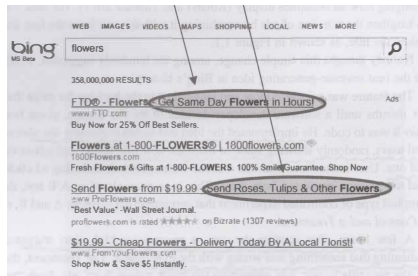 WEB IMAGES VIDEOS MAPS SHOPPING LOCAL NEWS MORE
bing
MS Beta
flowers
358,000,000 RESULTS
FTD® - Flowers Get Same Day Flowers in Hours!
Ads
www.FTD.com
Buy Now for 25% Off Best Sellers.
Flowers at 1-800-FLOWERS® | 1800flowers.com
1800Flowers.com
Fresh Flowers & Gifts at 1-800-FLOWERS. 100% Smile Guarantee. Shop Now
Send Flowers from $19.99 - Send Roses, Tulips & Other Flowers
www.ProFlowers.com
"Best Value" -Wall Street Journal.
proflowers.com is rated ★★★★★ on Bizrate (1307 reviews)
$19.99 - Cheap Flowers - Delivery Today By A Local Florist!
www.FromYouFlowers.com
Shop Now & Save $5 Instantly.